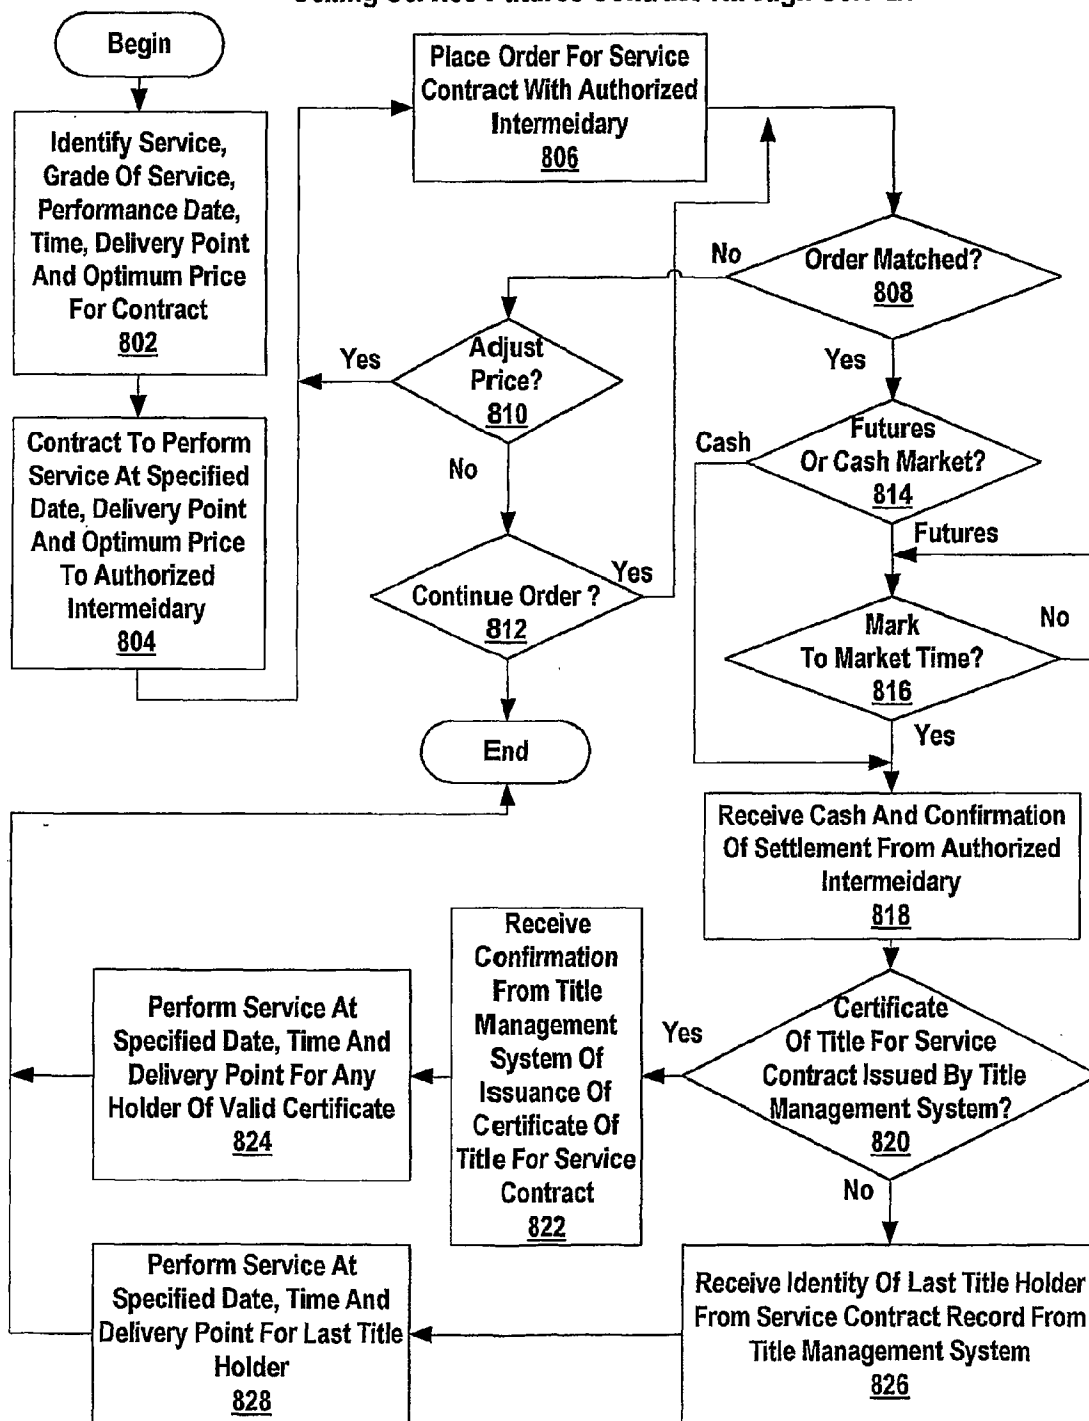 Begin
Identify Service,
Grade Of Service,
Performance Date,
Time, Delivery Point
And Optimum Price
For Contract
802
Contract To Perform
Service At Specified
Date, Delivery Point
And Optimum Price
To Authorized
Intermeidary
804
Place Order For Service
Contract With Authorized
Intermeidary
806
Order Matched?
808
No
Yes
Adjust
Price?
810
Yes
No
Continue Order ?
812
Yes
End
Futures
Or Cash Market?
814
Cash
Futures
Mark
To Market Time?
816
No
Yes
Receive Cash And Confirmation
Of Settlement From Authorized
Intermeidary
818
Certificate
Of Title For Service
Contract Issued By Title
Management System?
820
Yes
No
Receive
Confirmation
From Title
Management
System Of
Issuance Of
Certificate Of
Title For Service
Contract
822
Perform Service At
Specified Date, Time And
Delivery Point For Any
Holder Of Valid Certificate
824
Receive Identity Of Last Title Holder
From Service Contract Record From
Title Management System
826
Perform Service At
Specified Date, Time And
Delivery Point For Last Title
Holder
828